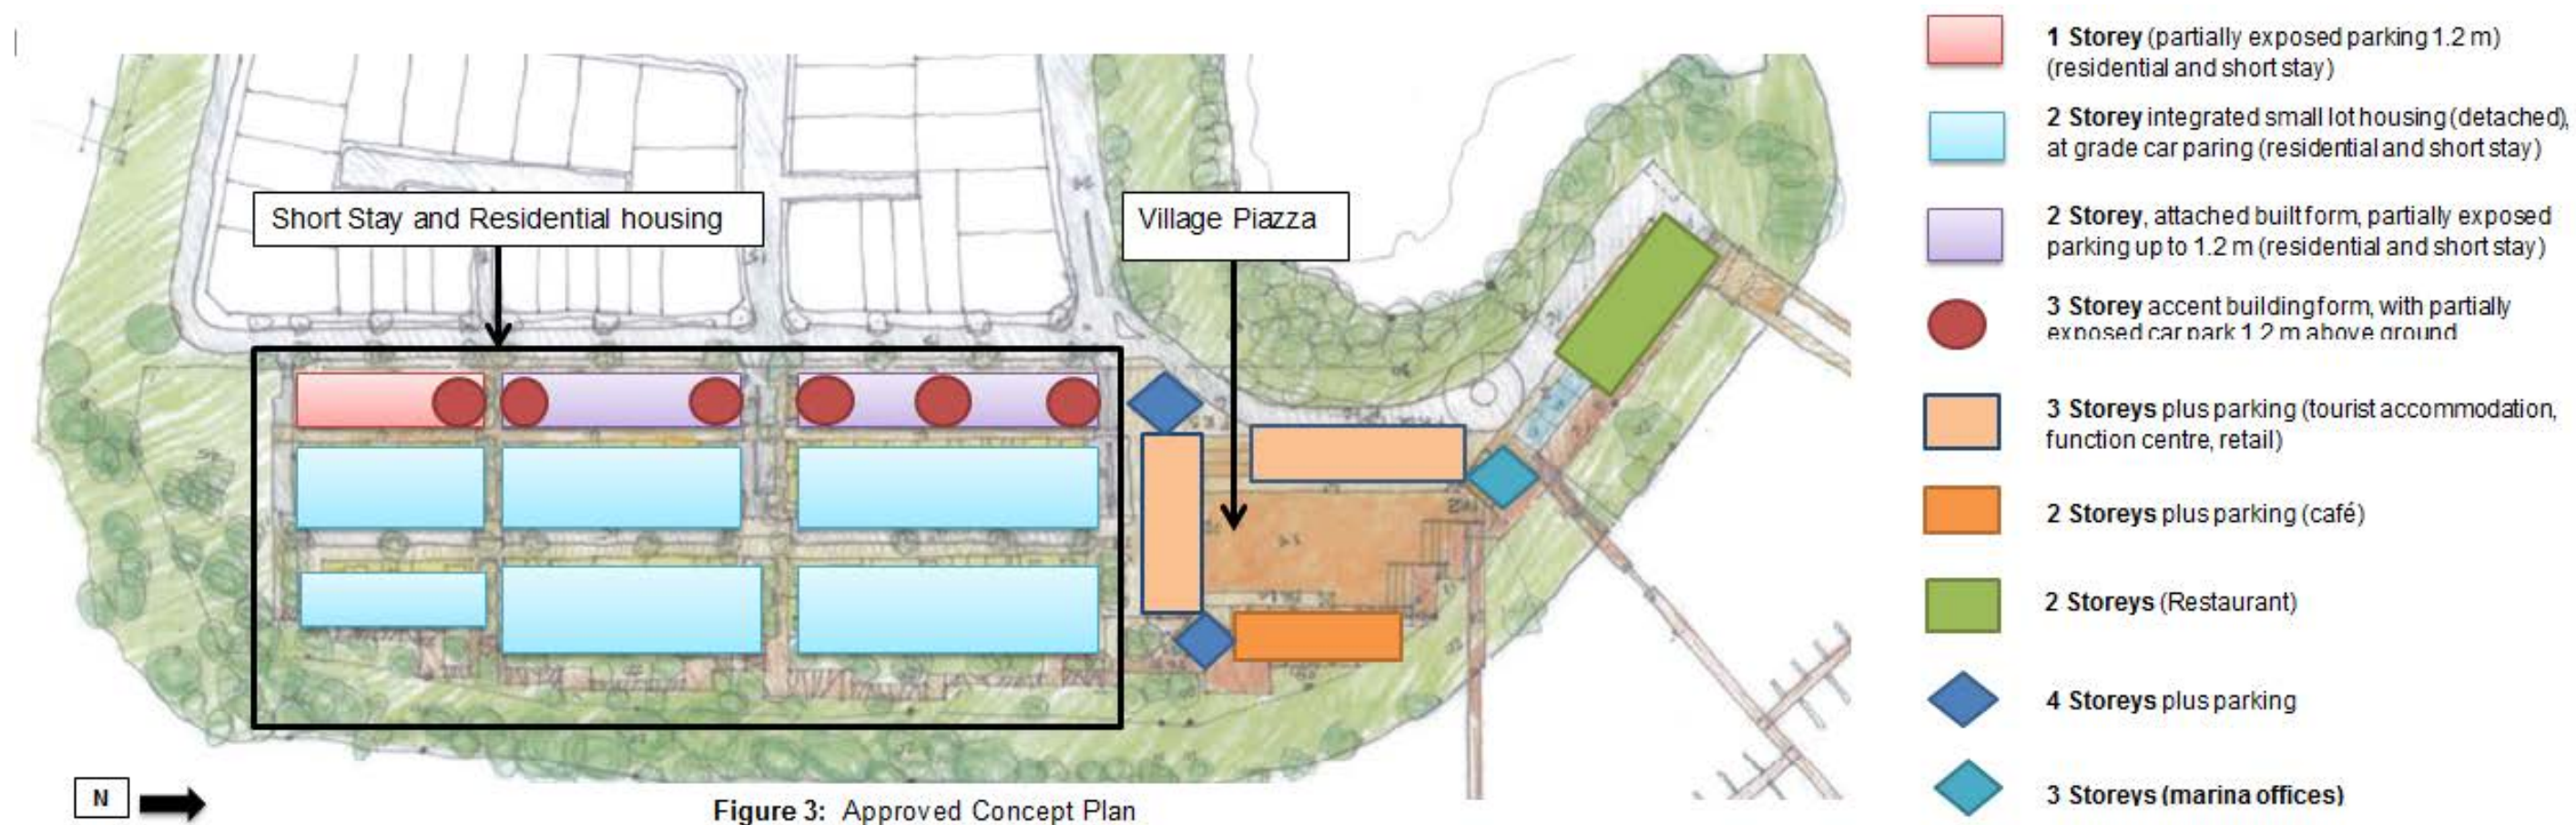 Short Stay and Residential housing
Village Piazza
N
Figure 3: Approved Concept Plan
1 Storey (partially exposed parking 1.2 m)
(residential and short stay)
2 Storey integrated small lot housing (detached),
at grade car paring (residential and short stay)
2 Storey, attached built form, partially exposed
parking up to 1.2 m (residential and short stay)
3 Storey accent building form, with partially
exposed car park 1.2 m above ground
3 Storeys plus parking (tourist accommodation,
function centre, retail)
2 Storeys plus parking (café)
2 Storeys (Restaurant)
4 Storeys plus parking
3 Storeys (marina offices)